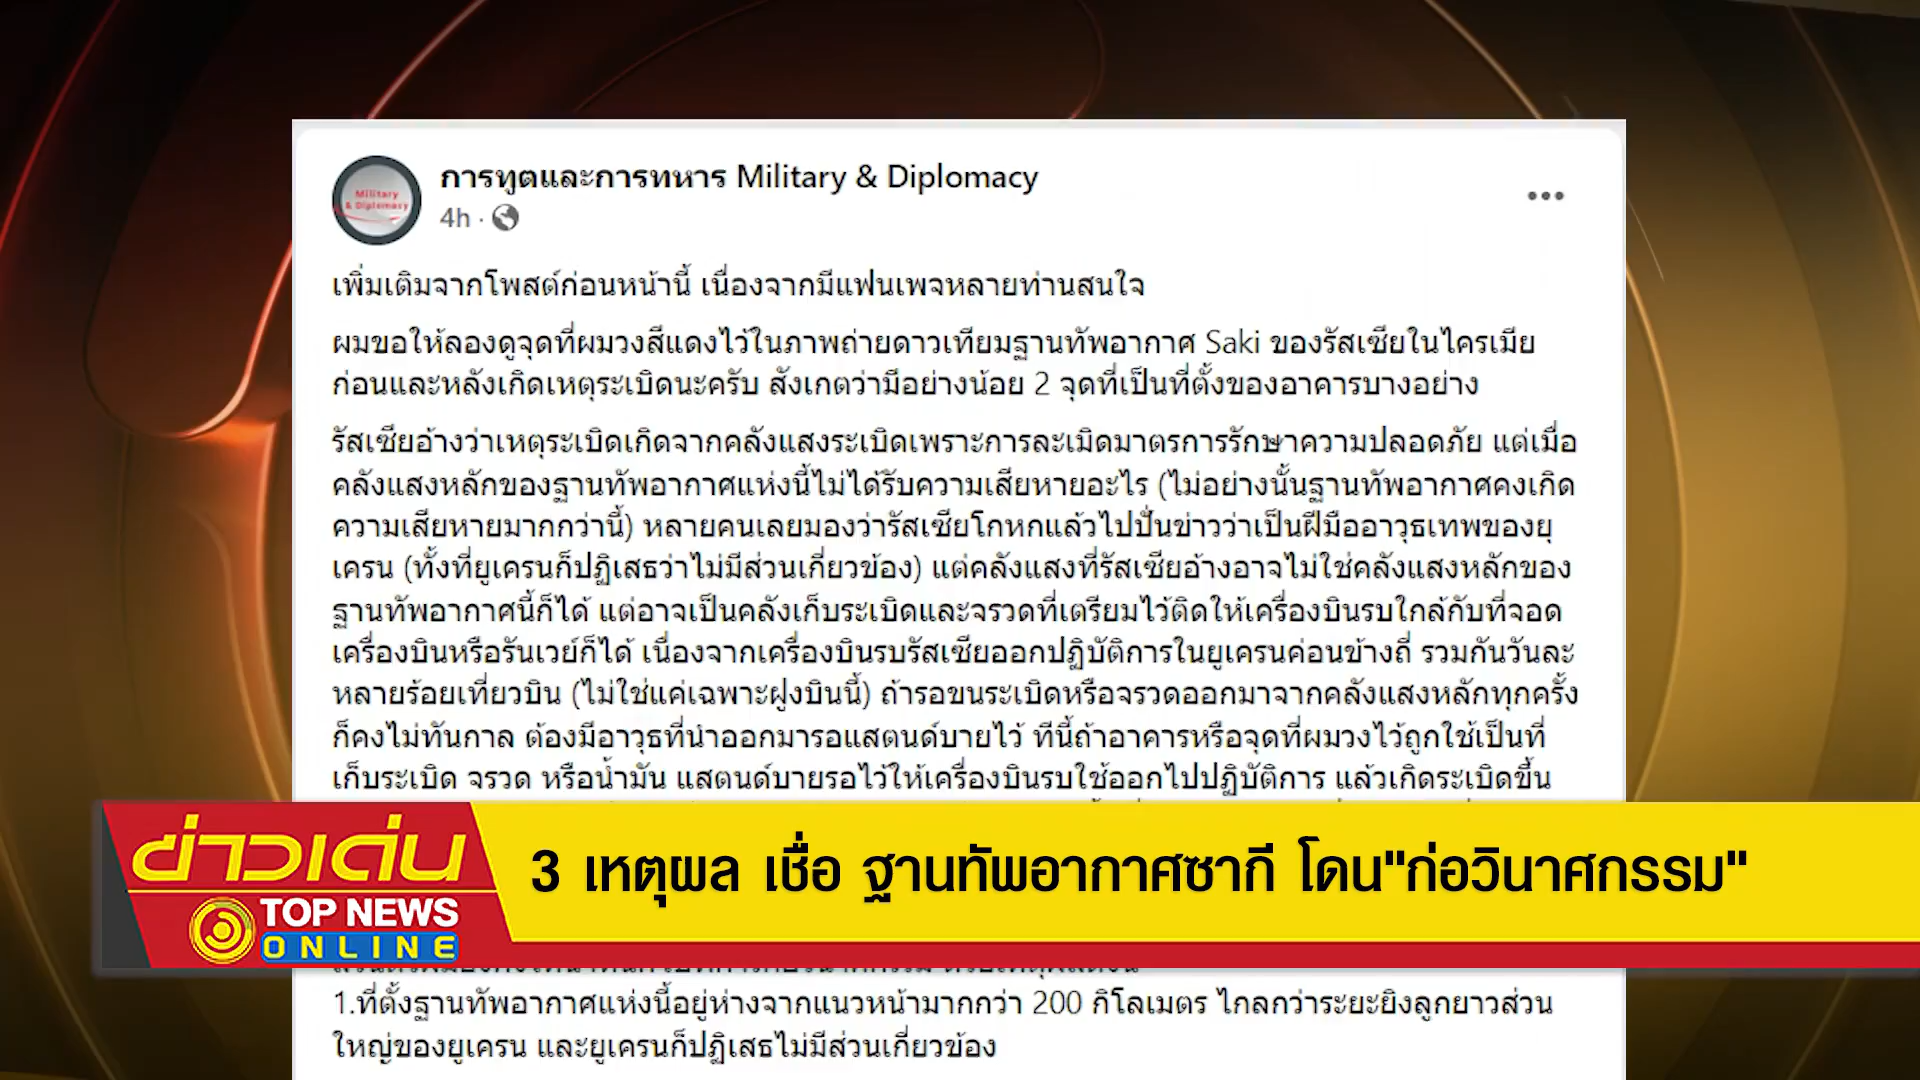 Military
& Diplomacy
การทูตและการทหาร Military & Diplomacy
4h ·
เพิ่มเติมจากโพสต์ก่อนหน้านี้ เนื่องจากมีแฟนเพจหลายท่านสนใจ
ผมขอให้ลองดูจุดที่ผมวงสีแดงไว้ในภาพถ่ายดาวเทียมฐานทัพอากาศ Saki ของรัสเซียในไครเมีย
ก่อนและหลังเกิดเหตุระเบิดนะครับ สังเกตว่ามีอย่างน้อย 2 จุดที่เป็นที่ตั้งของอาคารบางอย่าง
รัสเซียอ้างว่าเหตุระเบิดเกิดจากคลังแสงระเบิดเพราะการละเมิดมาตรการรักษาความปลอดภัย แต่เมื่อ
คลังแสงหลักของฐานทัพอากาศแห่งนี้ไม่ได้รับความเสียหายอะไร (ไม่อย่างนั้นฐานทัพอากาศคงเกิด
ความเสียหายมากกว่านี้) หลายคนเลยมองว่ารัสเซียโกหกแล้วไปปั่นข่าวว่าเป็นฝีมืออาวุธเทพของยู
เครน (ทั้งที่ยูเครนก็ปฏิเสธว่าไม่มีส่วนเกี่ยวข้อง) แต่คลังแสงที่รัสเซียอ้างอาจไม่ใช่คลังแสงหลักของ
ฐานทัพอากาศนี้ก็ได้ แต่อาจเป็นคลังเก็บระเบิดและจรวดที่เตรียมไว้ติดให้เครื่องบินรบใกล้กับที่จอด
เครื่องบินหรือรันเวย์ก็ได้ เนื่องจากเครื่องบินรบรัสเซียออกปฏิบัติการในยูเครนค่อนข้างถี่ รวมกันวันละ
หลายร้อยเที่ยวบิน (ไม่ใช่แค่เฉพาะฝูงบินนี้) ถ้ารอขนระเบิดหรือจรวดออกมาจากคลังแสงหลักทุกครั้ง
ก็คงไม่ทันกาล ต้องมีอาวุธที่นำออกมารอแสตนด์บายไว้ ทีนี้ถ้าอาคารหรือจุดที่ผมวงไว้ถูกใช้เป็นที่
เก็บระเบิด จรวด หรือน้ำมัน แสตนด์บายรอไว้ให้เครื่องบินรบใช้ออกไปปฏิบัติการ แล้วเกิดระเบิดขึ้น
ข่าวเด่น
TOP NEWS
ONLINE
3 เหตุผล เชื่อ ฐานทัพอากาศซากี โดน"ก่อวินาศกรรม"
1.ที่ตั้งฐานทัพอากาศแห่งนี้อยู่ห่างจากแนวหน้ามากกว่า 200 กิโลเมตร ไกลกว่าระยะยิงลูกยาวส่วน
ใหญ่ของยูเครน และยูเครนก็ปฏิเสธไม่มีส่วนเกี่ยวข้อง